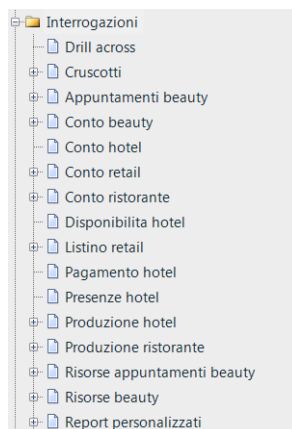 Interrogazioni
Drill across
Cruscotti
Appuntamenti beauty
Conto beauty
Conto hotel
Conto retail
Conto ristorante
Disponibilita hotel
Listino retail
Pagamento hotel
Presenze hotel
Produzione hotel
Produzione ristorante
Risorse appuntamenti beauty
Risorse beauty
Report personalizzati